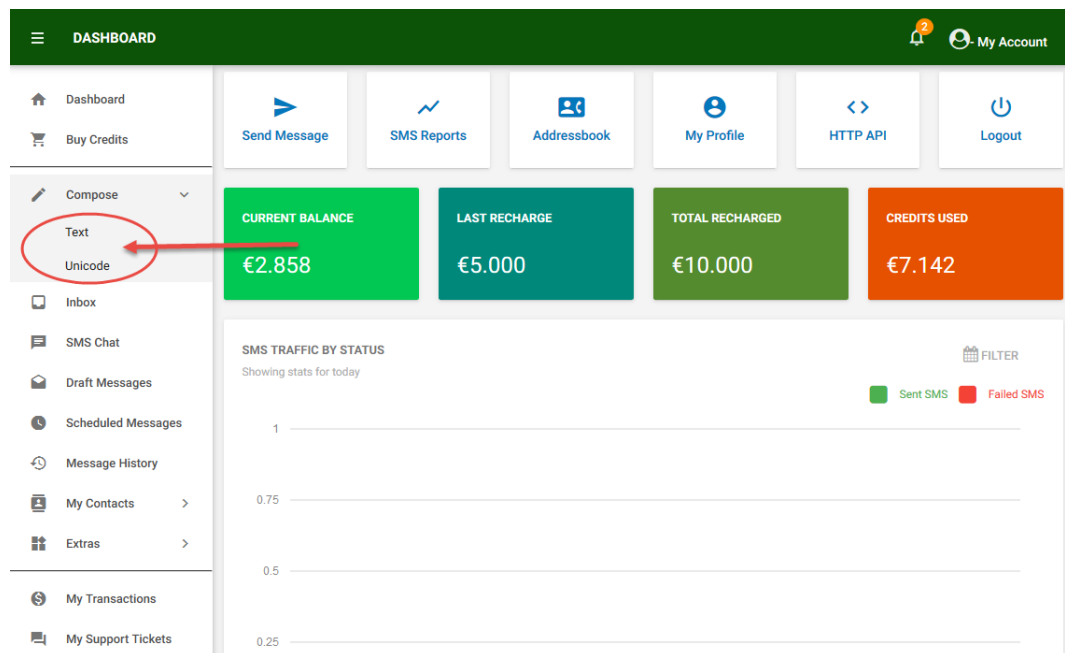 DASHBOARD
2
- My Account
Dashboard
Buy Credits
Compose
Text
Unicode
Inbox
SMS Chat
Draft Messages
Scheduled Messages
Message History
My Contacts
Extras
My Transactions
My Support Tickets
Send Message
SMS Reports
Addressbook
My Profile
HTTP API
Logout
CURRENT BALANCE
€2.858
LAST RECHARGE
€5.000
TOTAL RECHARGED
€10.000
CREDITS USED
€7.142
SMS TRAFFIC BY STATUS
Showing stats for today
FILTER
Sent SMS
Failed SMS
1
0.75
0.5
0.25